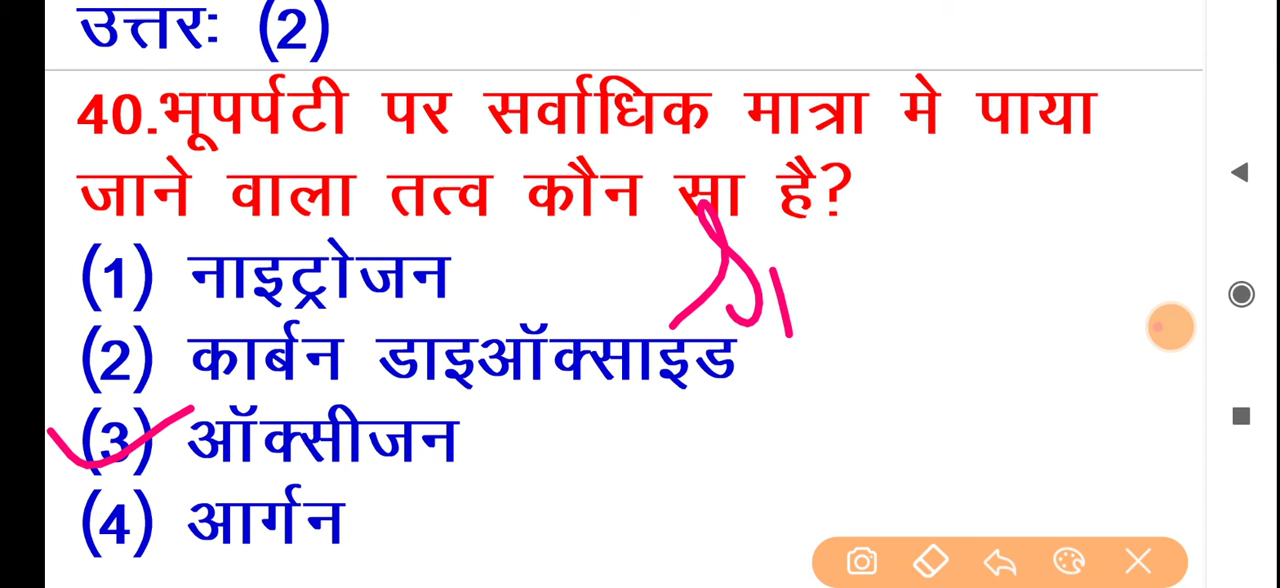 उत्तरः (2)
40.भूपर्पटी पर सर्वाधिक मात्रा मे पाया
जाने वाला तत्व कौन सा है?
(1) नाइट्रोजन
(2) कार्बन डाइऑक्साइड
(3) ऑक्सीजन
(4) आर्गन